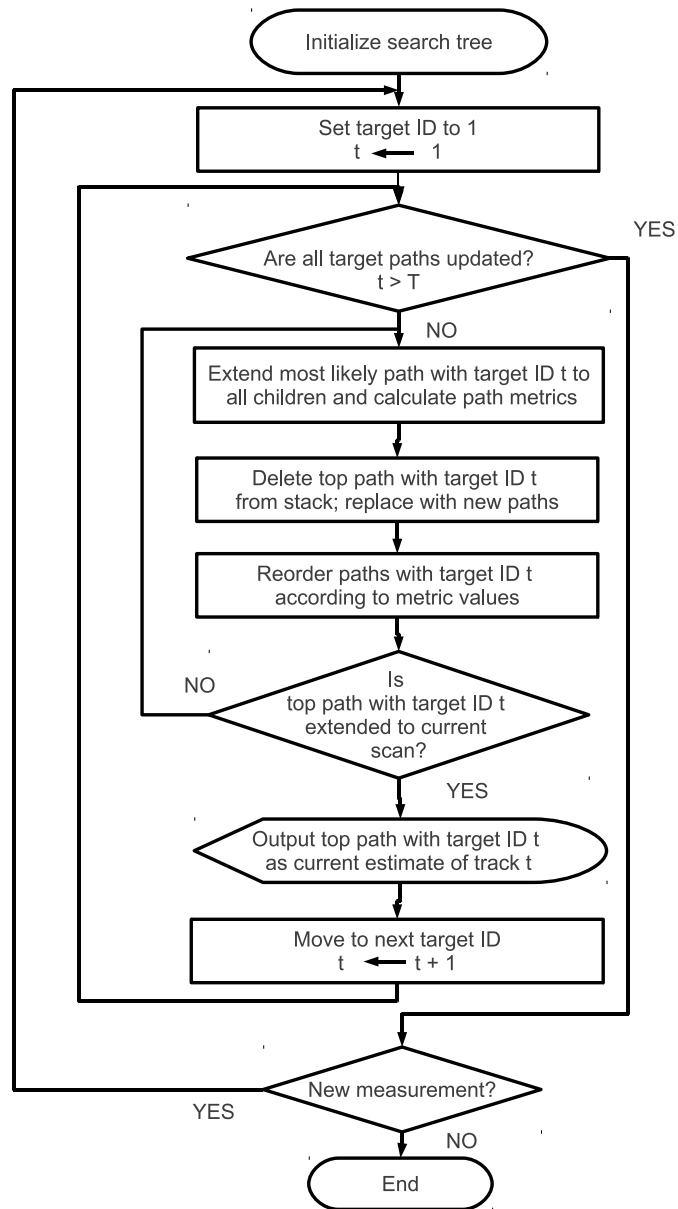 Initialize search tree
Set target ID to 1
t ← 1
YES
Are all target paths updated?
t > T
NO
Extend most likely path with target ID t to
all children and calculate path metrics
Delete top path with target ID t
from stack; replace with new paths
Reorder paths with target ID t
according to metric values
NO
Is
top path with target ID t
extended to current
scan?
YES
Output top path with target ID t
as current estimate of track t
Move to next target ID
t ← t + 1
New measurement?
YES
NO
End